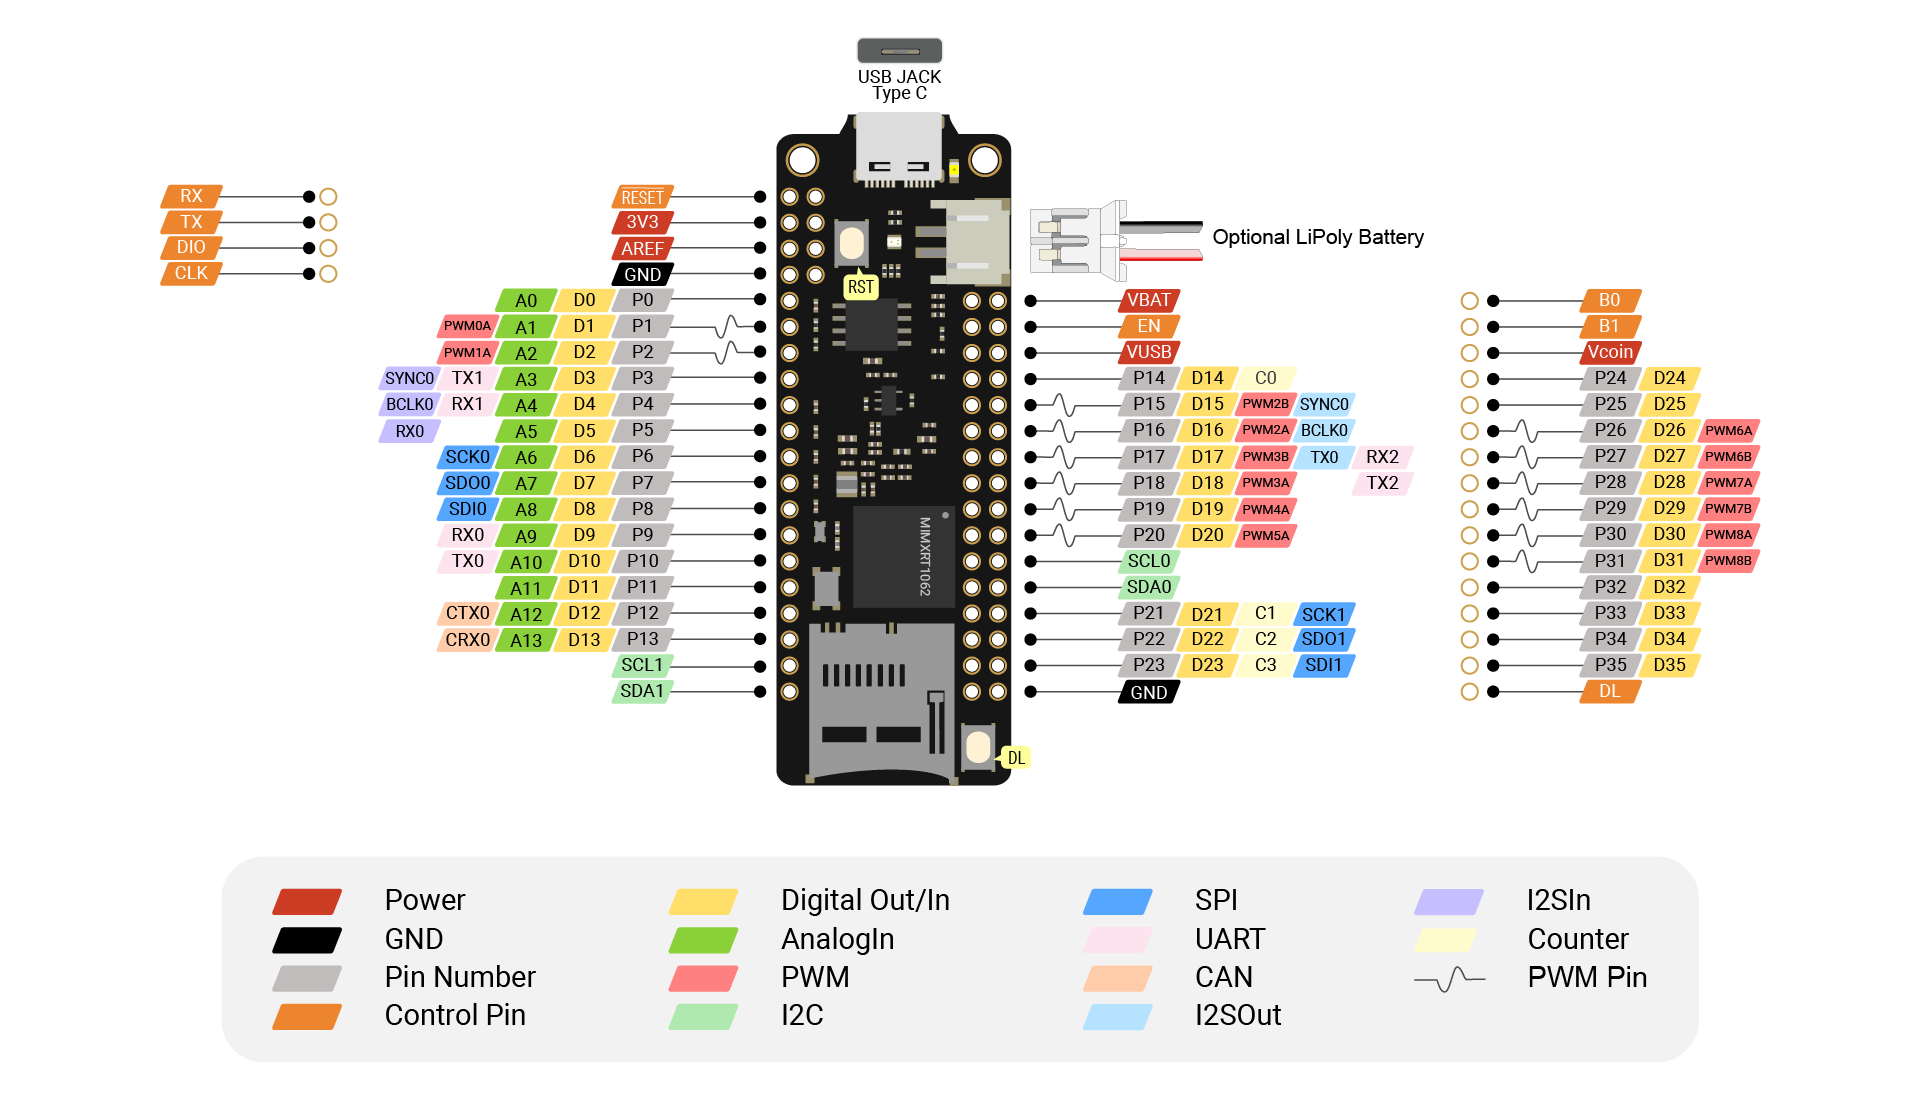 USB JACK
Type C
RX
TX
DIO
CLK
RESET
3V3
AREF
GND
A0 D0 P0
PWM0A A1 D1 P1
PWM1A A2 D2 P2
SYNC0 TX1 A3 D3 P3
BCLK0 RX1 A4 D4 P4
RX0 A5 D5 P5
SCK0 A6 D6 P6
SDO0 A7 D7 P7
SDI0 A8 D8 P8
RX0 A9 D9 P9
TX0 A10 D10 P10
A11 D11 P11
CTX0 A12 D12 P12
CRX0 A13 D13 P13
SCL1
SDA1
RST
MIMXRT1062
DL
Optional LiPoly Battery
VBAT
EN
VUSB
P14 D14 C0
P15 D15 PWM2B SYNC0
P16 D16 PWM2A BCLK0
P17 D17 PWM3B TX0 RX2
P18 D18 PWM3A TX2
P19 D19 PWM4A
P20 D20 PWM5A
SCL0
SDA0
P21 D21 C1 SCK1
P22 D22 C2 SDO1
P23 D23 C3 SDI1
GND
B0
B1
Vcoin
P24 D24
P25 D25
P26 D26 PWM6A
P27 D27 PWM6B
P28 D28 PWM7A
P29 D29 PWM7B
P30 D30 PWM8A
P31 D31 PWM8B
P32 D32
P33 D33
P34 D34
P35 D35
DL
Power
GND
Pin Number
Control Pin
Digital Out/In
AnalogIn
PWM
I2C
SPI
UART
CAN
I2SOut
I2SIn
Counter
PWM Pin